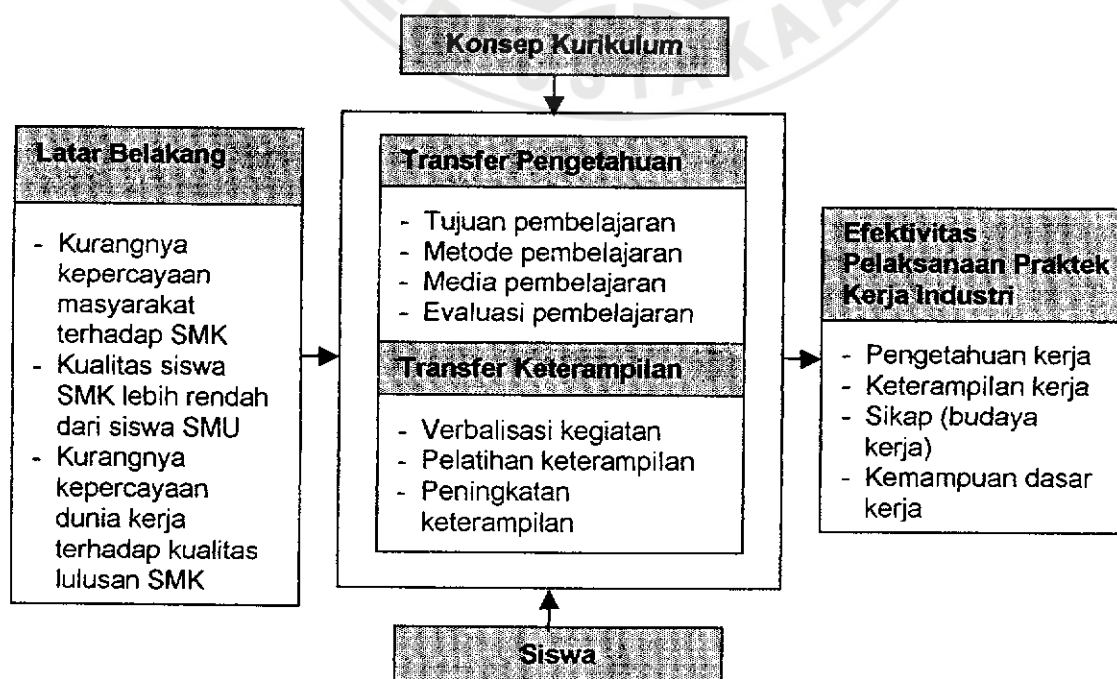 Konsep Kurikulum
Latar Belakang
- Kurangnya
kepercayaan
masyarakat
terhadap SMK
- Kualitas siswa
SMK lebih rendah
dari siswa SMU
- Kurangnya
kepercayaan
dunia kerja
terhadap kualitas
lulusan SMK
Transfer Pengetahuan
- Tujuan pembelajaran
- Metode pembelajaran
- Media pembelajaran
- Evaluasi pembelajaran
Transfer Keterampilan
- Verbalisasi kegiatan
- Pelatihan keterampilan
- Peningkatan
keterampilan
Efektivitas
Pelaksanaan Praktek
Kerja Industri
- Pengetahuan kerja
- Keterampilan kerja
- Sikap (budaya
kerja)
- Kemampuan dasar
kerja
Siswa